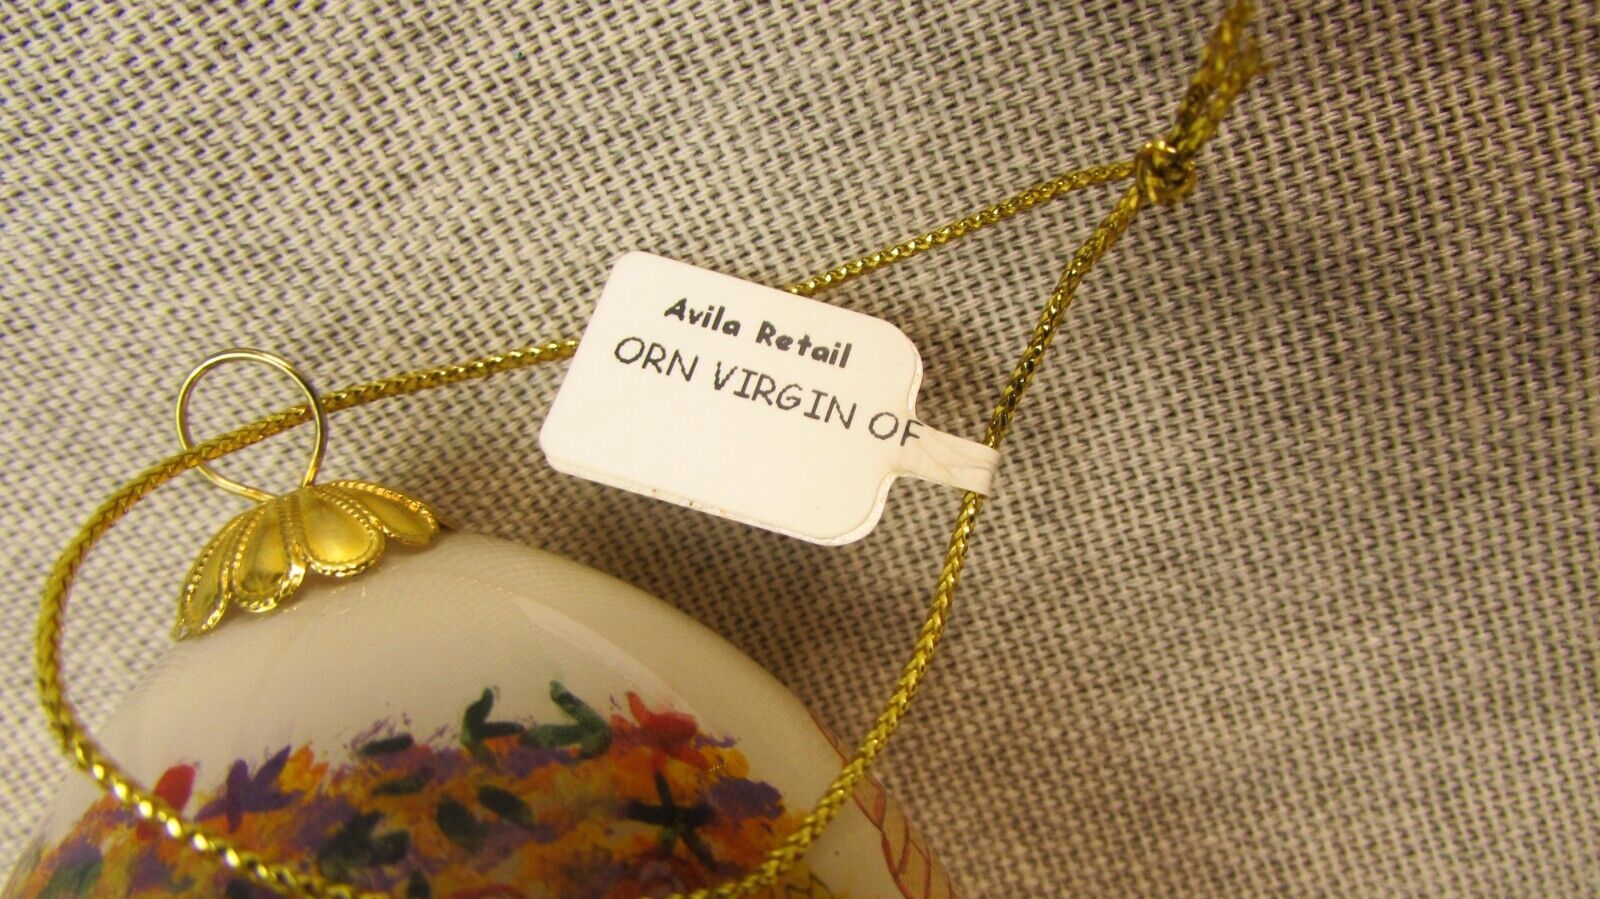 Avila Retail
ORN VIRGIN OF